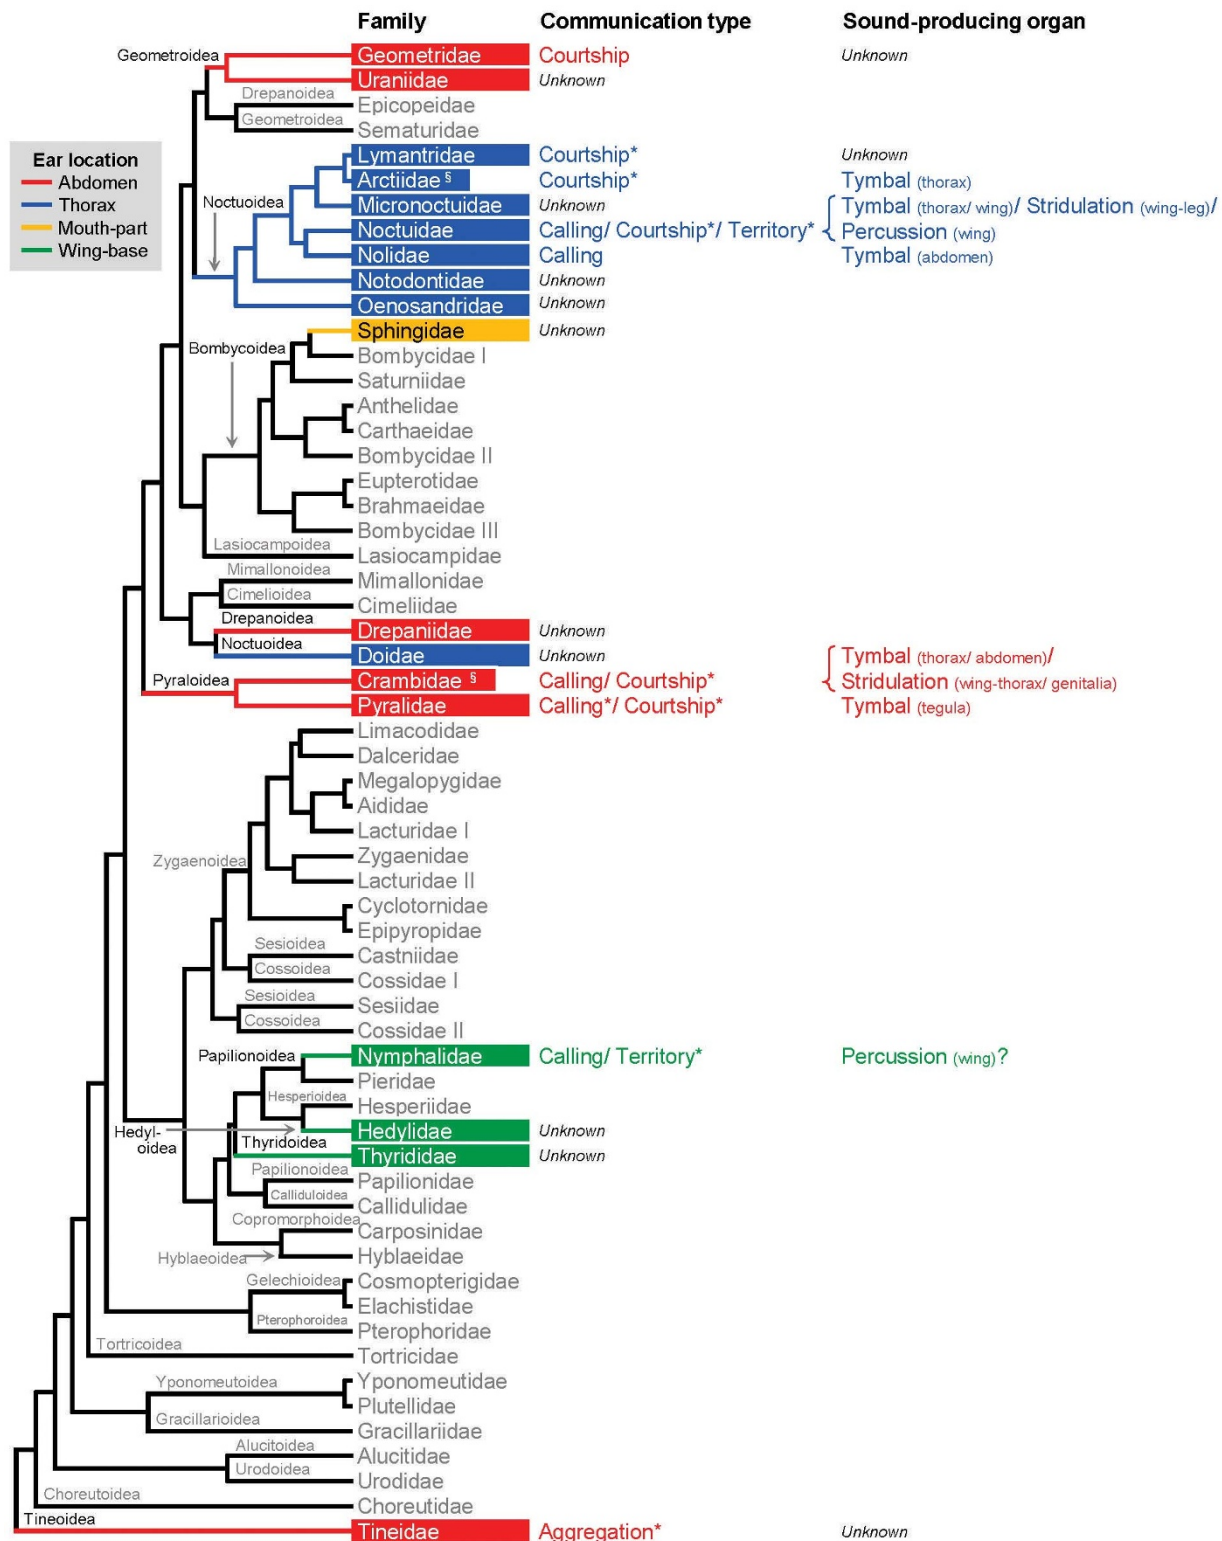 Family Communication type Sound-producing organ
Geometroidea Geometridae Courtship Unknown
Uraniidae Unknown
Drepanoidea Epicopeidae
Geometroidea Sematuridae
Ear location
Abdomen
Thorax
Mouth-part
Wing-base
Lymantridae Courtship* Unknown
Arctiidae § Courtship* Tymbal (thorax)
Noctuoidea Micronoctuidae Unknown Tymbal (thorax/ wing)/ Stridulation (wing-leg)/
Noctuidae Calling/ Courtship*/ Territory* Percussion (wing)
Nolidae Calling Tymbal (abdomen)
Notodontidae Unknown
Oenosandridae Unknown
Sphingidae Unknown
Bombycoidea Bombycidae I
Saturniidae
Anthelidae
Carthaeidae
Bombycidae II
Eupterotidae
Brahmaeidae
Bombycidae III
Lasiocampoidea Lasiocampidae
Mimallonoidea Mimallonidae
Cimelioidea Cimeliidae
Drepanoidea Drepaniidae Unknown
Noctuoidea Doidae Unknown Tymbal (thorax/ abdomen)/
Pyraloidea Crambidae § Calling/ Courtship* Stridulation (wing-thorax/ genitalia)
Pyralidae Calling*/ Courtship* Tymbal (tegula)
Limacodidae
Dalceridae
Megalopygidae
Aididae
Lacturidae I
Zygaenoidea Zygaenidae
Lacturidae II
Cyclotornidae
Epipyropidae
Sesioidea Castniidae
Cossoidea Cossidae I
Sesioidea Sesiidae
Cossoidea Cossidae II
Papilionoidea Nymphalidae Calling/ Territory* Percussion (wing)?
Pieridae
Hesperioidea Hesperiidae
Hedyl-
oidea Hedylidae Unknown
Thyridoidea Thyrididae Unknown
Papilionoidea Papilionidae
Calliduloidea Callidulidae
Copromorphoidea Carposinidae
Hyblaeoidea Hyblaeidae
Gelechioidea Cosmopterigidae
Elachistidae
Pterophoroidea Pterophoridae
Tortricoidea Tortricidae
Yponomeutoidea Yponomeutidae
Plutellidae
Gracillarioidea Gracillariidae
Alucitoidea Alucitidae
Urodoidea Urodidae
Choreutoidea Choreutidae
Tineoidea Tineidae Aggregation* Unknown